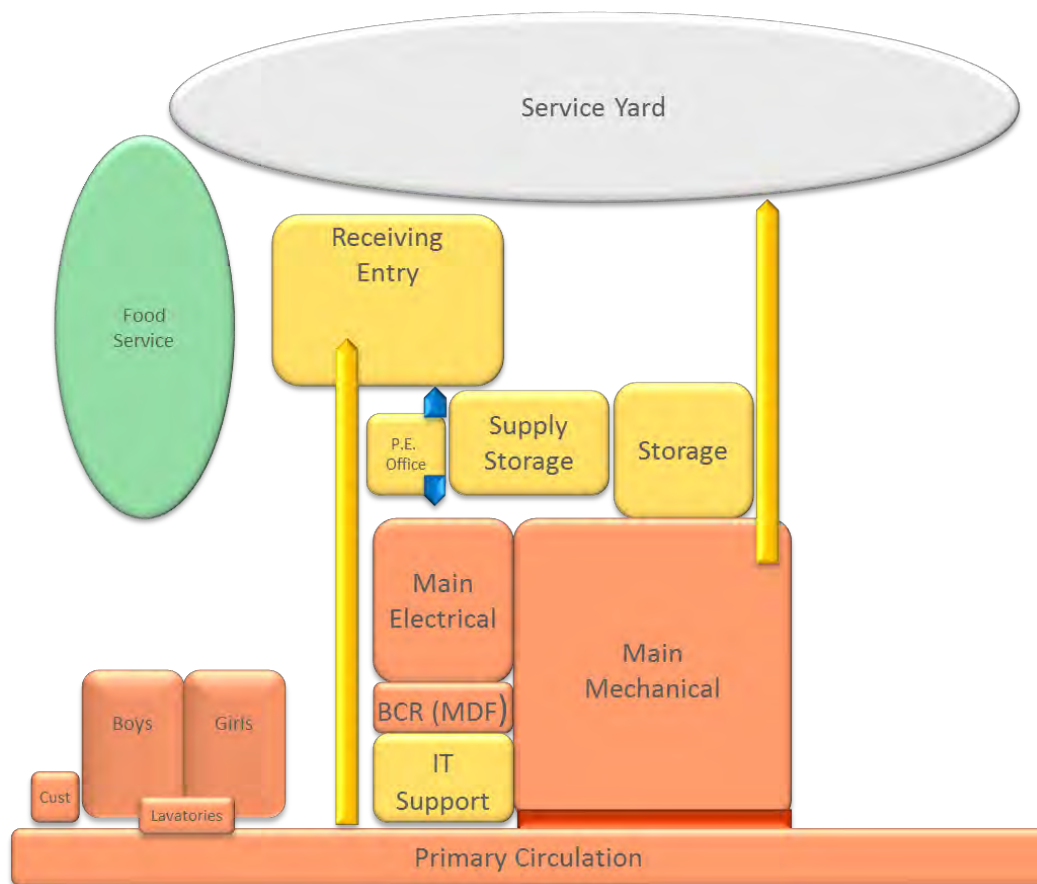 Service Yard
Receiving
Entry
Food
Service
P.E.
Office
Supply
Storage
Storage
Main
Electrical
Main
Mechanical
BCR (MDF)
Boys
Girls
IT
Support
Cust
Lavatories
Primary Circulation